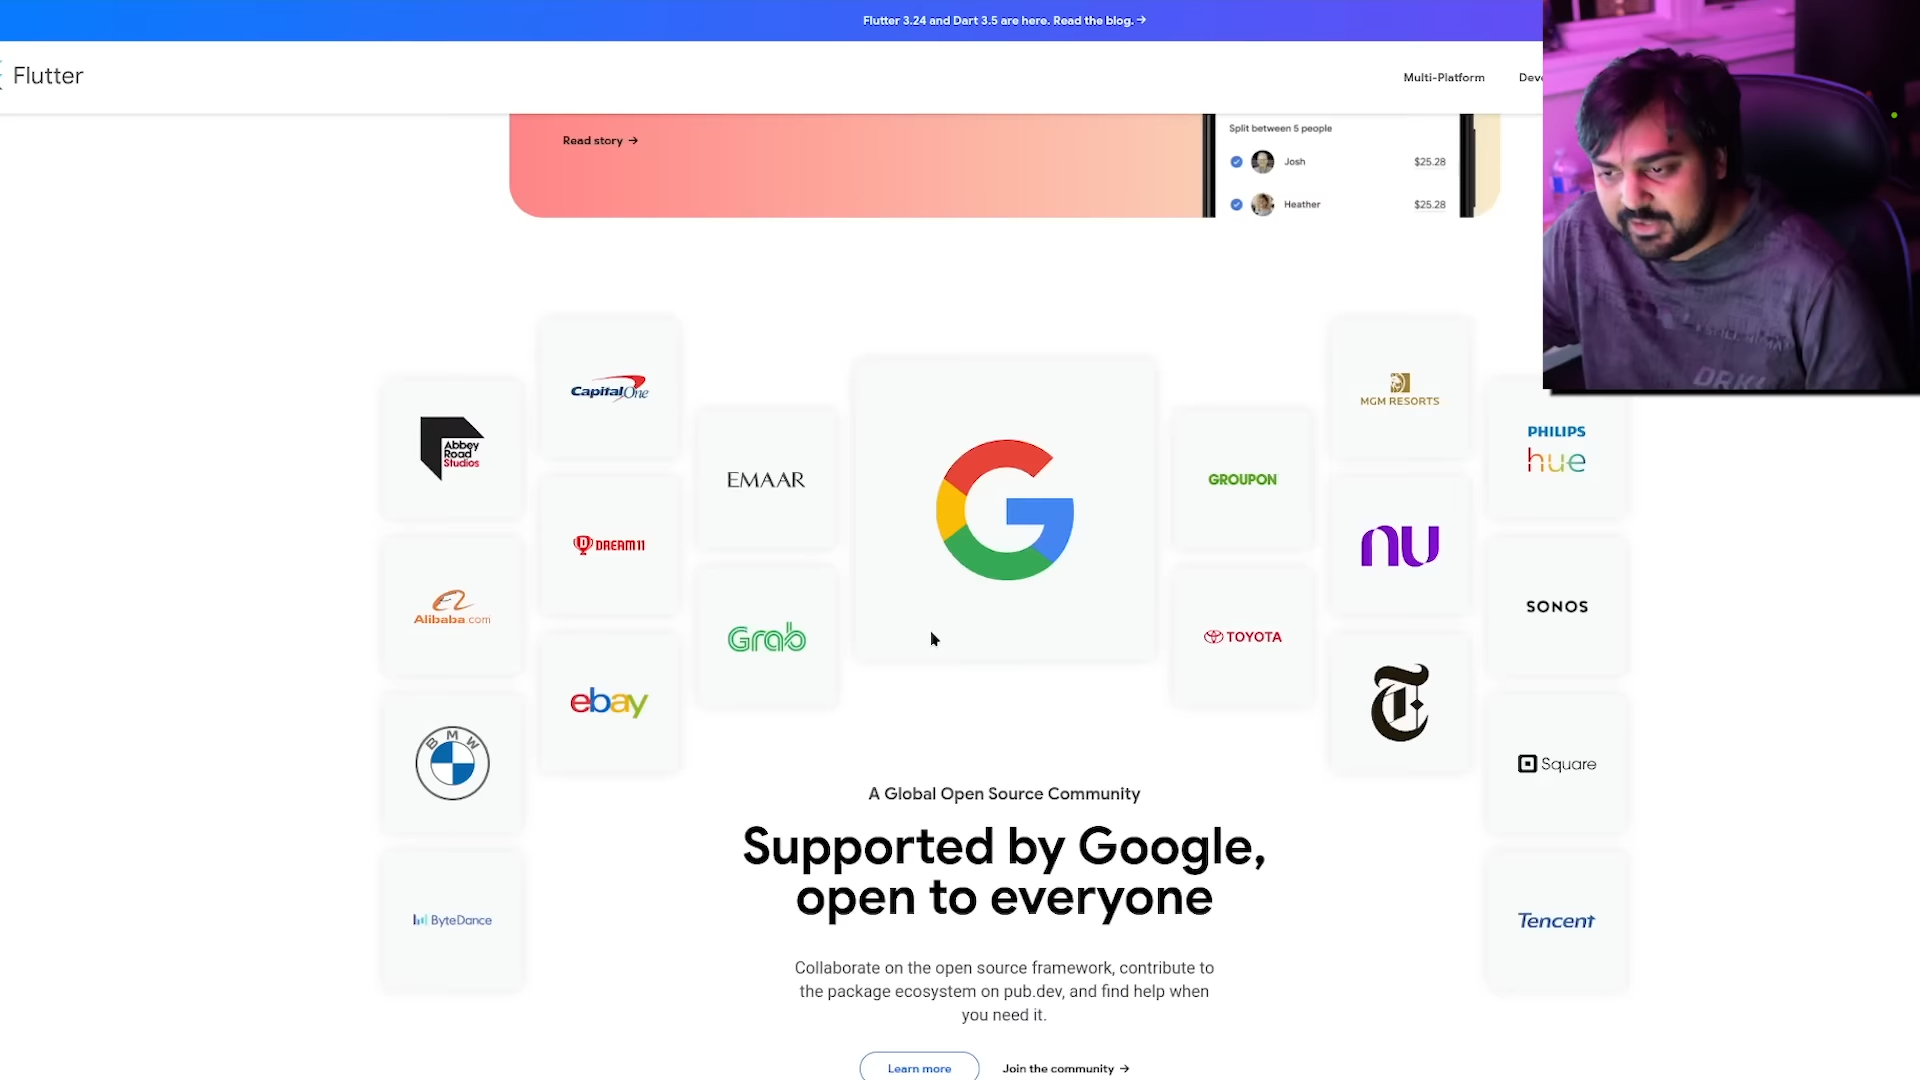 Flutter 3.24 and Dart 3.5 are here. Read the blog. →
Flutter
Multi-Platform
Read story →
Split between 5 people
Josh
$25.28
Heather
$25.28
Abbey
Road
Studios
Capital One
EMAAR
GROUPON
MGM RESORTS
PHILIPS
hue
Alibaba.com
DREAM11
Grab
G
TOYOTA
nu
SONOS
BMW
ebay
T
Square
ByteDance
Tencent
A Global Open Source Community
Supported by Google,
open to everyone
Collaborate on the open source framework, contribute to
the package ecosystem on pub.dev, and find help when
you need it.
Learn more
Join the community →